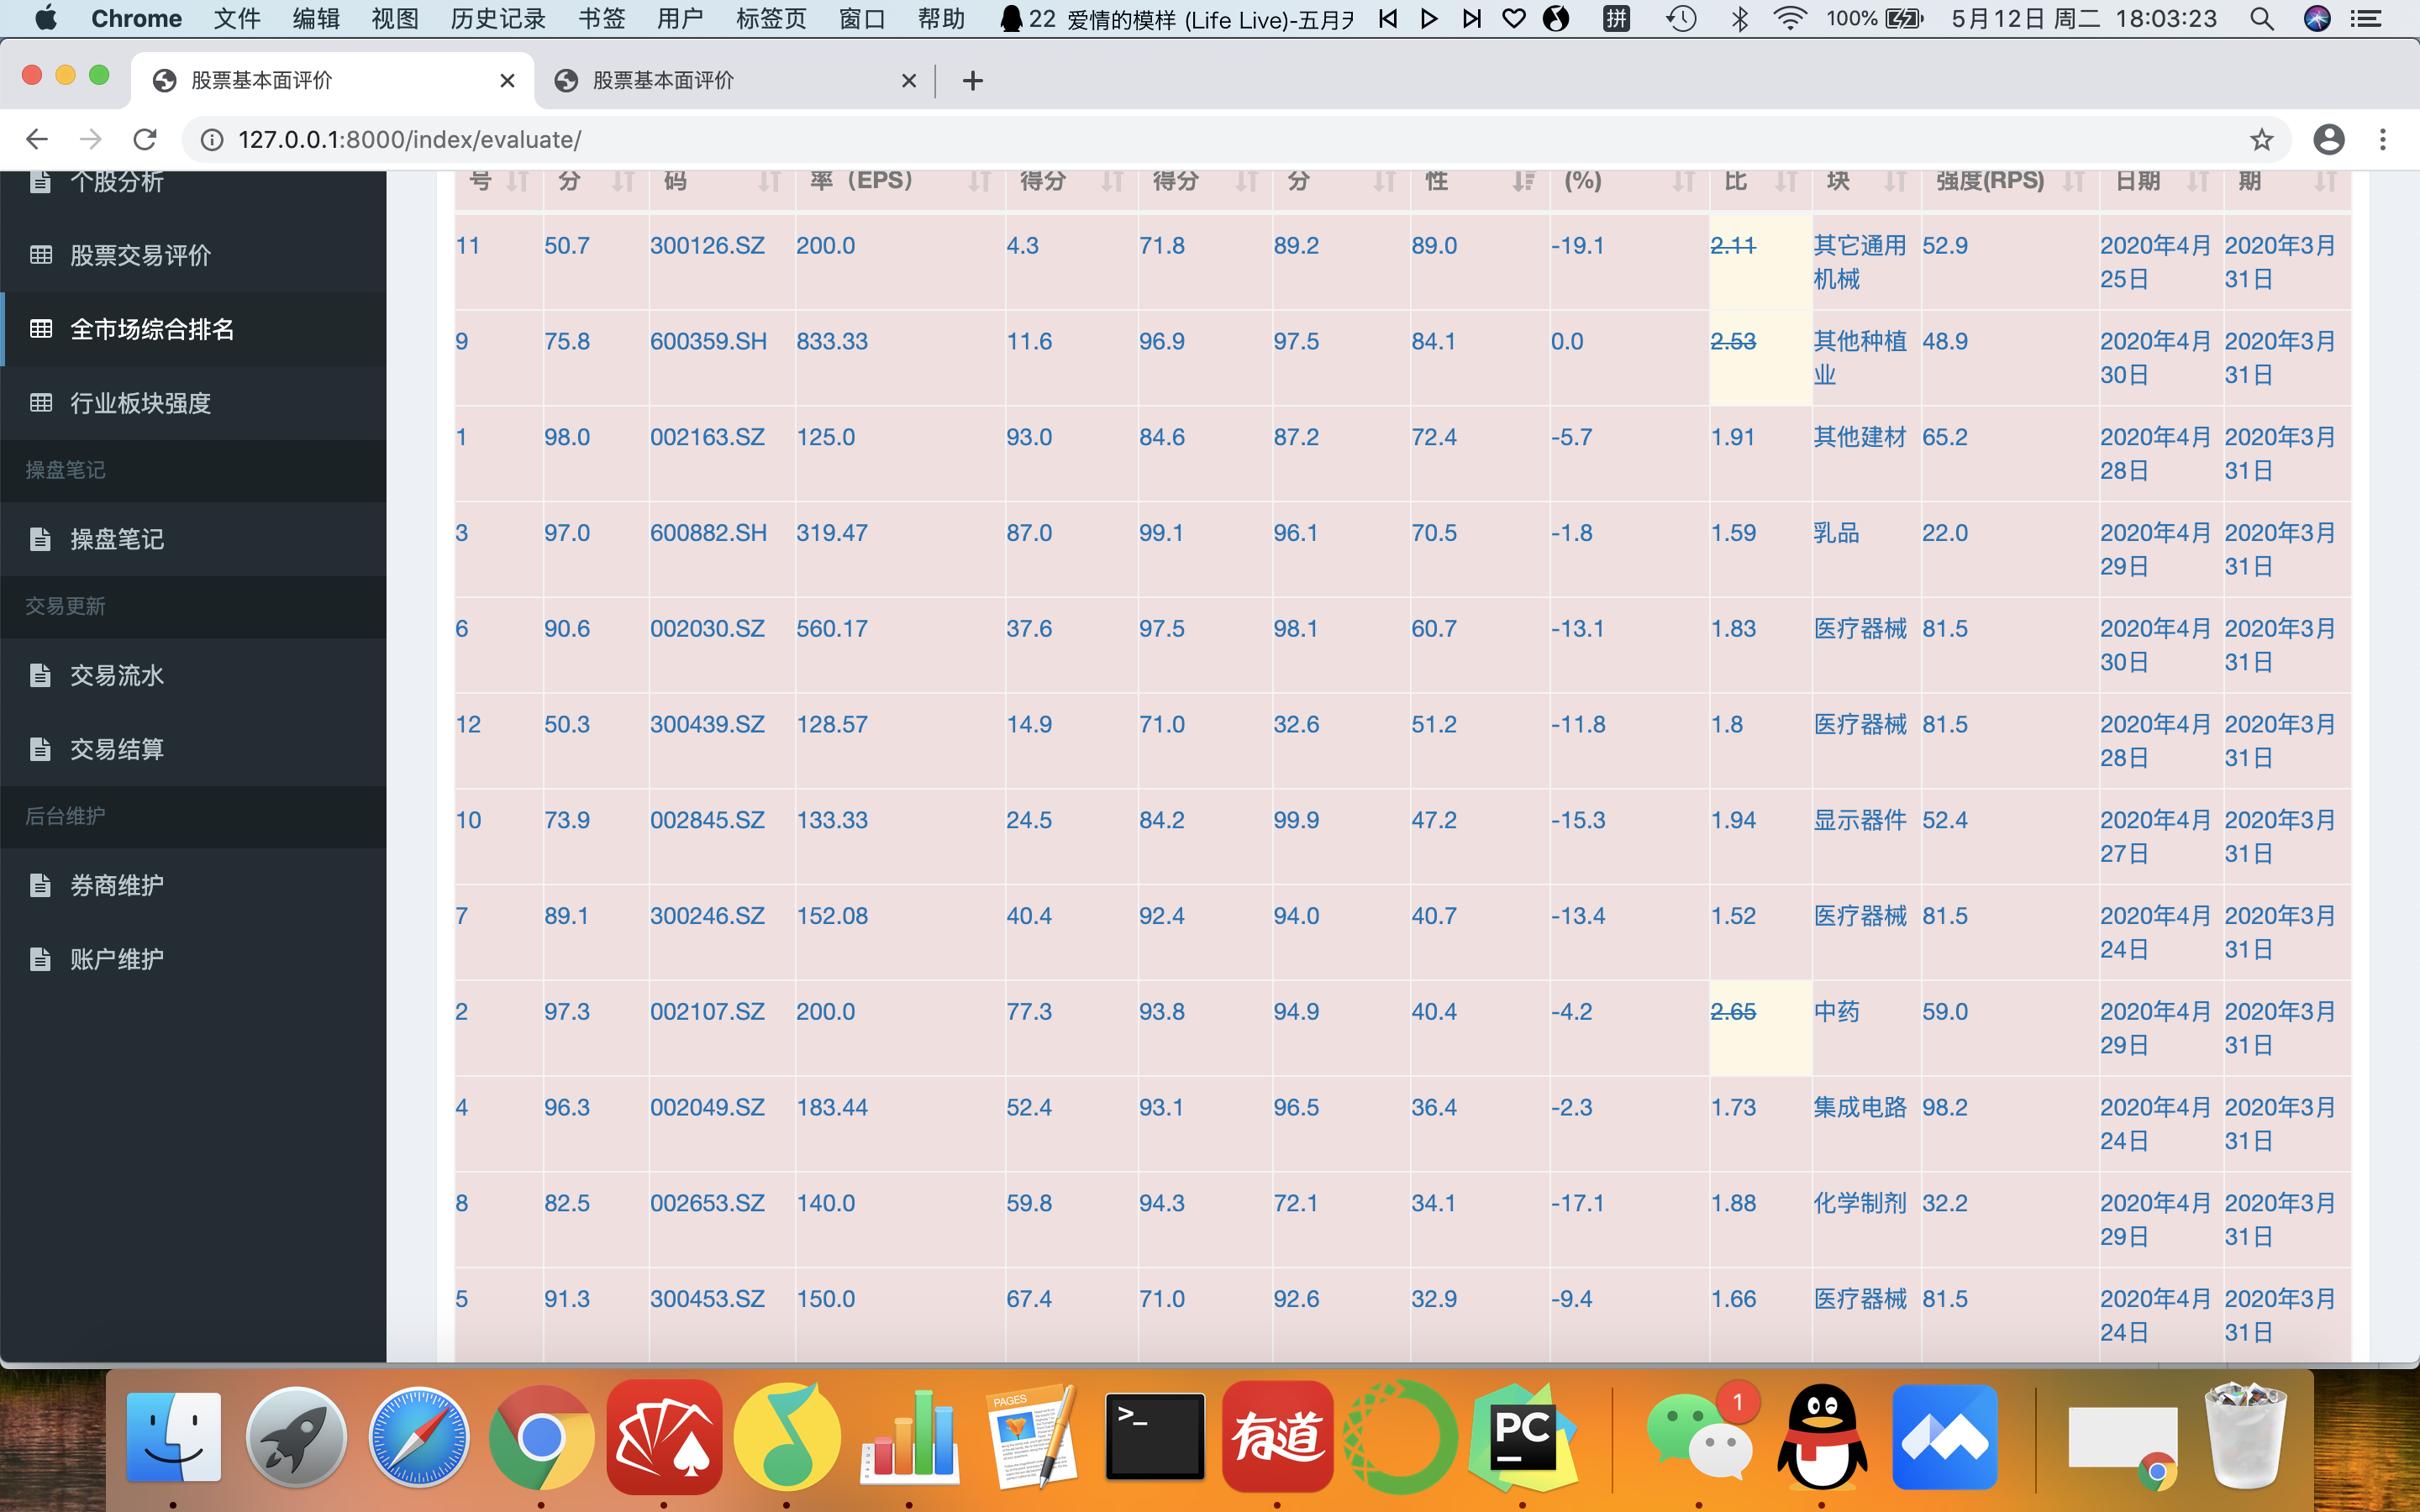 Chrome 文件 编辑 视图 历史记录 书签 用户 标签页 窗口 帮助 22 爱情的模样 (Life Live)-五月天 拼 100% 5月12日 周二 18:03:23
股票基本面评价 股票基本面评价
127.0.0.1:8000/index/evaluate/
个股分析
股票交易评价
全市场综合排名
行业板块强度
操盘笔记
操盘笔记
交易更新
交易流水
交易结算
后台维护
券商维护
账户维护
号 分 码 率（EPS） 得分 得分 分 性 (%) 比 块 强度(RPS) 日期 期
11 50.7 300126.SZ 200.0 4.3 71.8 89.2 89.0 -19.1 2.11 其它通用 52.9 2020年4月 2020年3月
机械 25日 31日
9 75.8 600359.SH 833.33 11.6 96.9 97.5 84.1 0.0 2.53 其他种植 48.9 2020年4月 2020年3月
业 30日 31日
1 98.0 002163.SZ 125.0 93.0 84.6 87.2 72.4 -5.7 1.91 其他建材 65.2 2020年4月 2020年3月
28日 31日
3 97.0 600882.SH 319.47 87.0 99.1 96.1 70.5 -1.8 1.59 乳品 22.0 2020年4月 2020年3月
29日 31日
6 90.6 002030.SZ 560.17 37.6 97.5 98.1 60.7 -13.1 1.83 医疗器械 81.5 2020年4月 2020年3月
30日 31日
12 50.3 300439.SZ 128.57 14.9 71.0 32.6 51.2 -11.8 1.8 医疗器械 81.5 2020年4月 2020年3月
28日 31日
10 73.9 002845.SZ 133.33 24.5 84.2 99.9 47.2 -15.3 1.94 显示器件 52.4 2020年4月 2020年3月
27日 31日
7 89.1 300246.SZ 152.08 40.4 92.4 94.0 40.7 -13.4 1.52 医疗器械 81.5 2020年4月 2020年3月
24日 31日
2 97.3 002107.SZ 200.0 77.3 93.8 94.9 40.4 -4.2 2.65 中药 59.0 2020年4月 2020年3月
29日 31日
4 96.3 002049.SZ 183.44 52.4 93.1 96.5 36.4 -2.3 1.73 集成电路 98.2 2020年4月 2020年3月
24日 31日
8 82.5 002653.SZ 140.0 59.8 94.3 72.1 34.1 -17.1 1.88 化学制剂 32.2 2020年4月 2020年3月
29日 31日
5 91.3 300453.SZ 150.0 67.4 71.0 92.6 32.9 -9.4 1.66 医疗器械 81.5 2020年4月 2020年3月
24日 31日
PAGES >_ 有道 PC 1